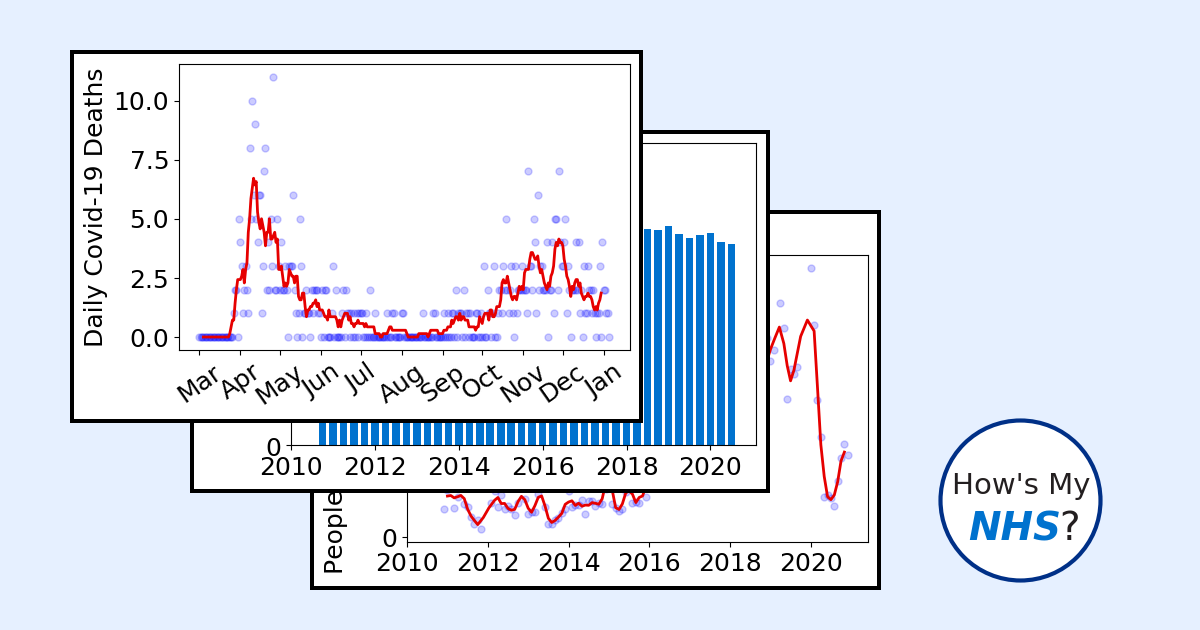 Daily Covid-19 Deaths
10.0
7.5
5.0
2.5
0.0
Mar Apr May Jun Jul Aug Sep Oct Nov Dec Jan
0
2010 2012 2014 2016 2018 2020
People
0
2010 2012 2014 2016 2018 2020
How's My
NHS?